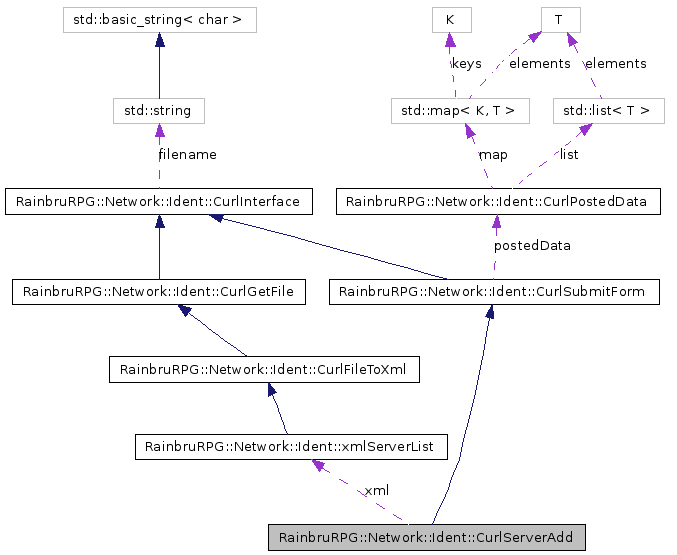 std::basic_string< char >
K
T
keys
elements
elements
std::string
std::map< K, T >
std::list< T >
filename
map
list
RainbruRPG::Network::Ident::CurlInterface
RainbruRPG::Network::Ident::CurlPostedData
postedData
RainbruRPG::Network::Ident::CurlGetFile
RainbruRPG::Network::Ident::CurlSubmitForm
RainbruRPG::Network::Ident::CurlFileToXml
RainbruRPG::Network::Ident::xmlServerList
xml
RainbruRPG::Network::Ident::CurlServerAdd